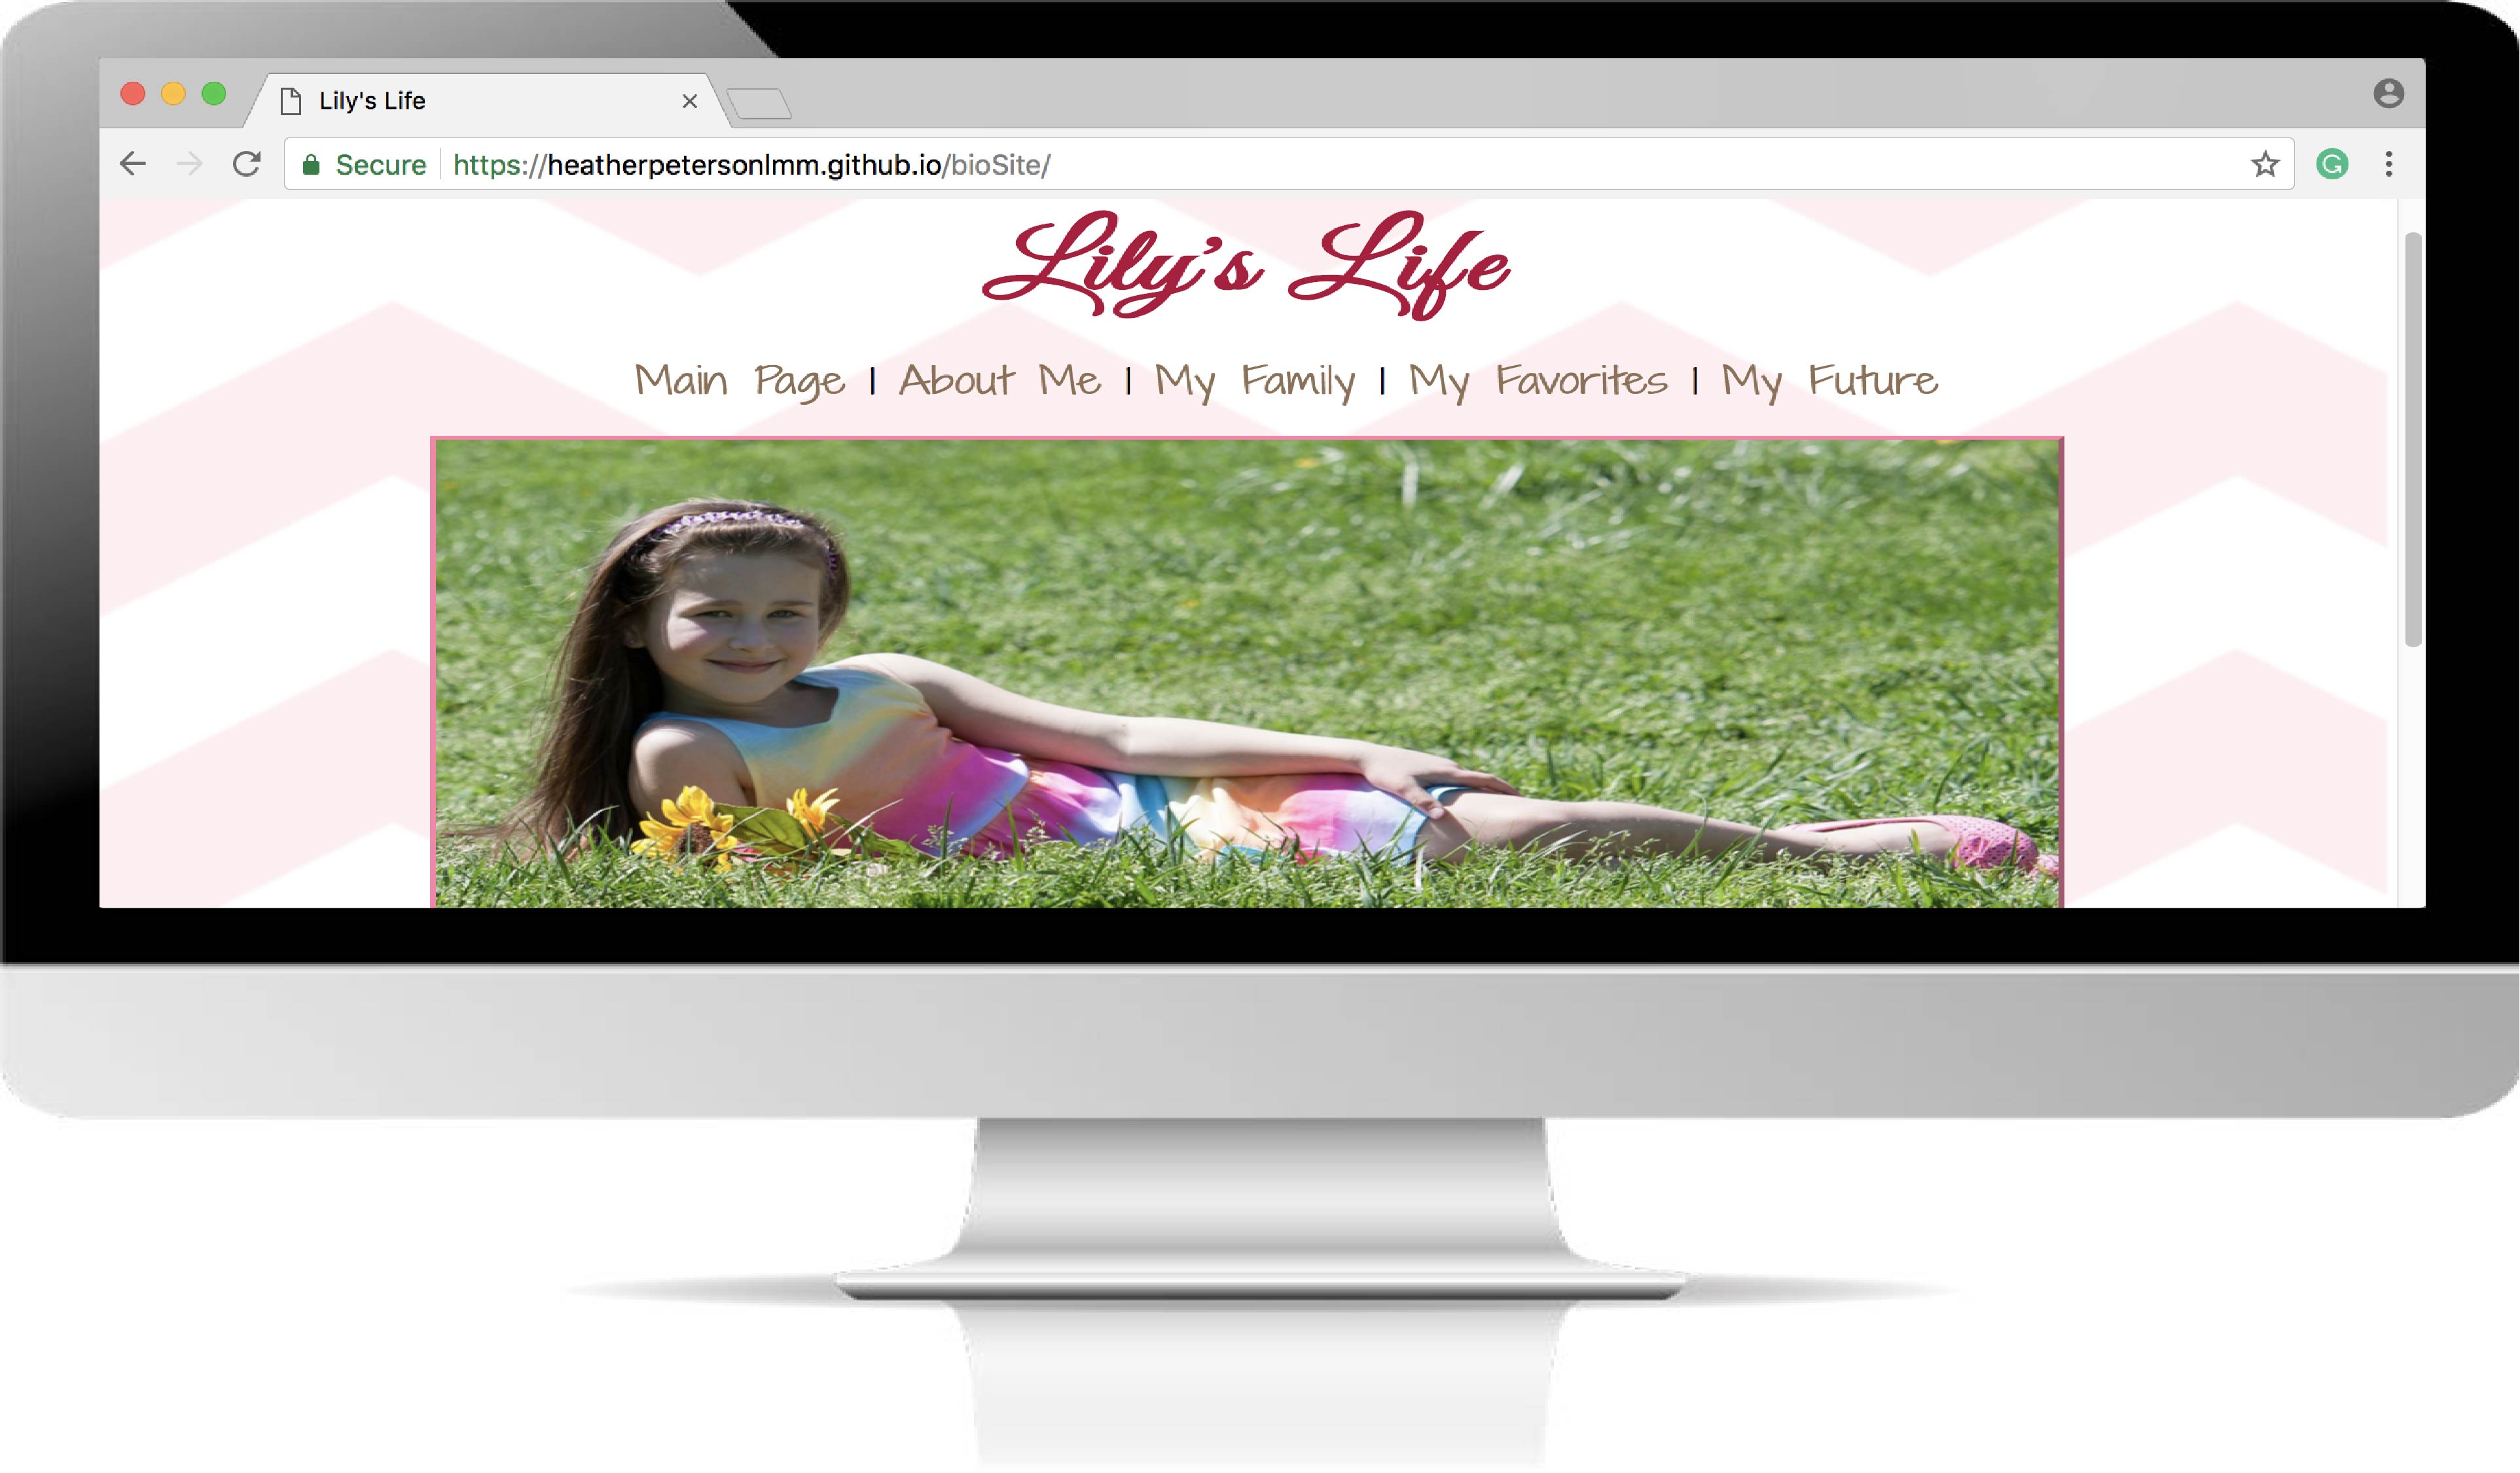 Lily's Life
Secure https://heatherpetersonlmm.github.io/bioSite/
Lily's Life
Main Page | About Me | My Family | My Favorites | My Future